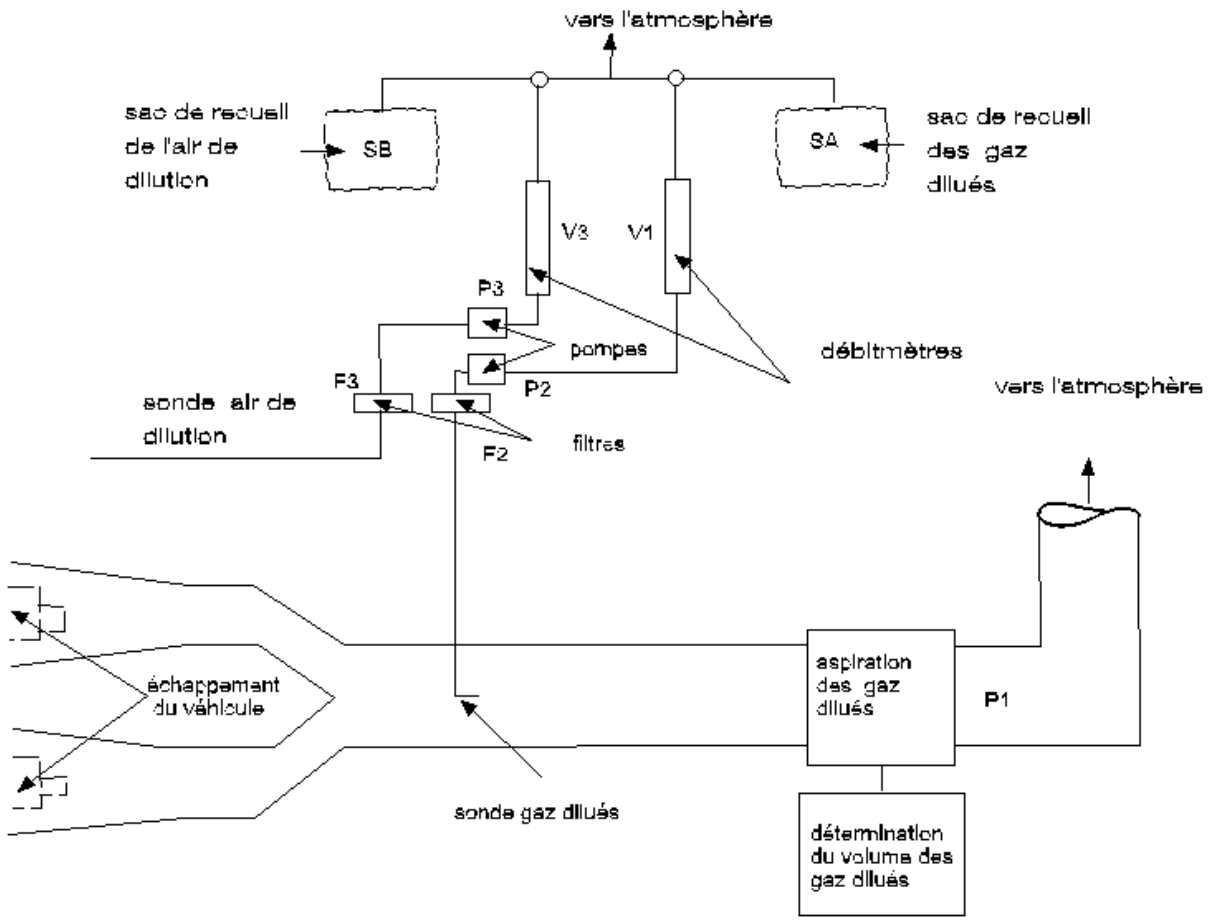 vers l'atmosphère
sac de recueil
de l'air de
dilution
SB
SA
sac de recueil
des gaz
dilués
V3
V1
P3
pompes
débitmètres
P2
F3
vers l'atmosphère
sonde air de
dilution
F2
filtres
échappement
du véhicule
aspiration
des gaz
dilués
P1
sonde gaz dilués
détermination
du volume des
gaz dilués